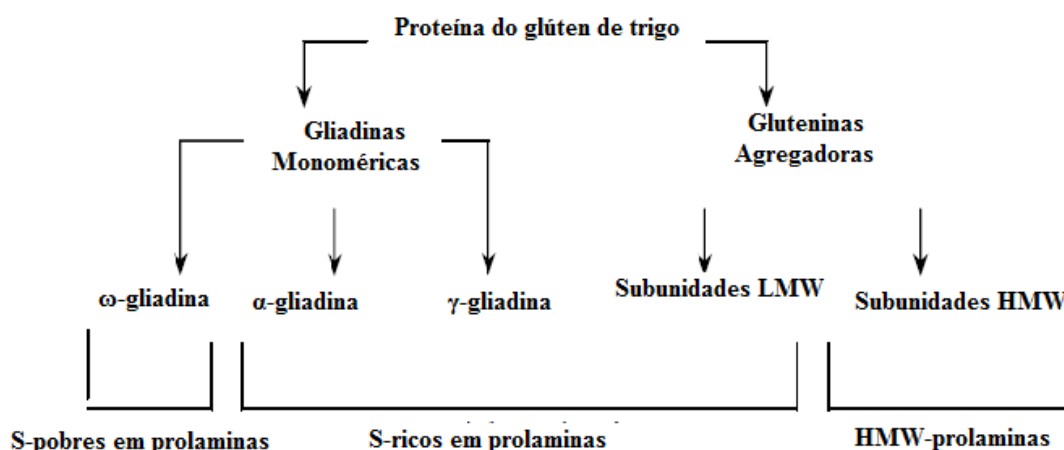 Proteína do glúten de trigo
Gliadinas
Monoméricas
Gluteninas
Agregadoras
ω-gliadina
α-gliadina
γ-gliadina
Subunidades LMW
Subunidades HMW
S-pobres em prolaminas
S-ricos em prolaminas
HMW-prolaminas